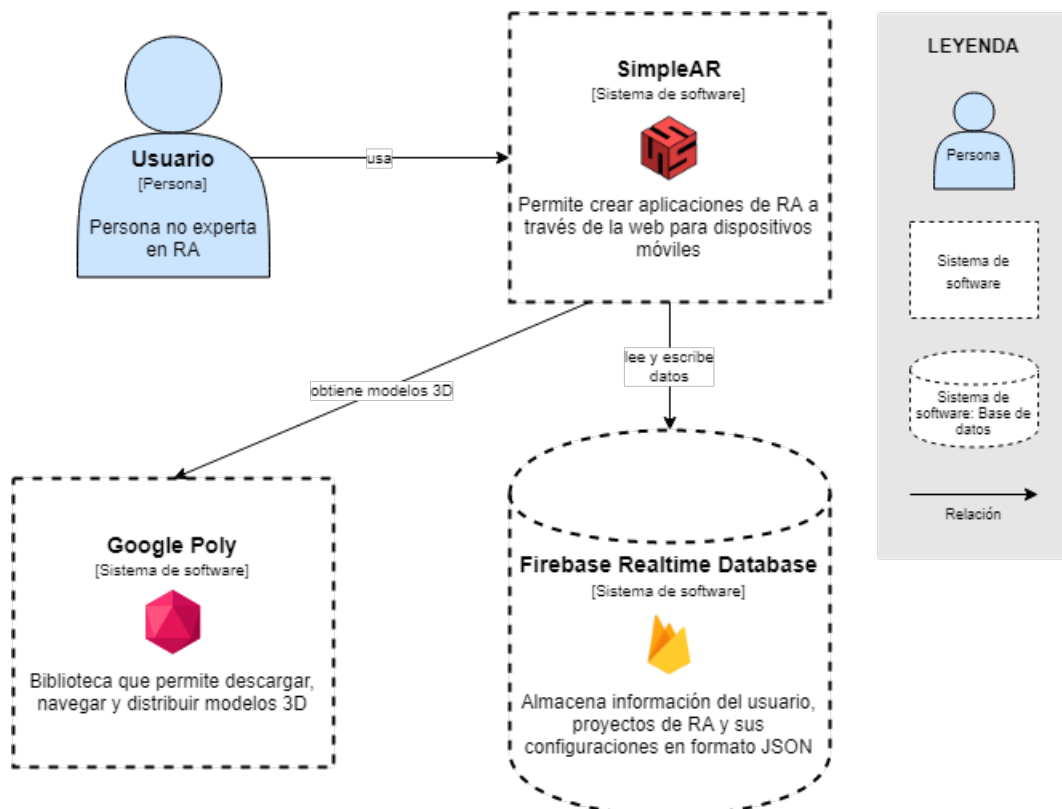 Usuario
[Persona]
Persona no experta
en RA
usa
SimpleAR
[Sistema de software]
Permite crear aplicaciones de RA a
través de la web para dispositivos
móviles
obtiene modelos 3D
lee y escribe
datos
Google Poly
[Sistema de software]
Biblioteca que permite descargar,
navegar y distribuir modelos 3D
Firebase Realtime Database
[Sistema de software]
Almacena información del usuario,
proyectos de RA y sus
configuraciones en formato JSON
LEYENDA
Persona
Sistema de
software
Sistema de
software: Base de
datos
Relación